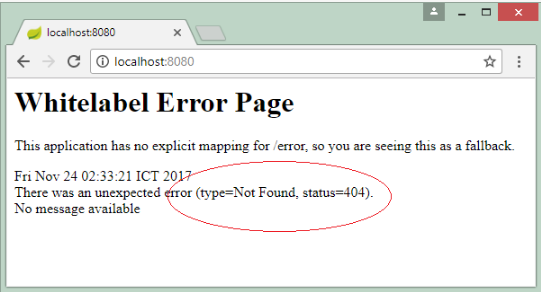 localhost:8080
localhost:8080
Whitelabel Error Page
This application has no explicit mapping for /error, so you are seeing this as a fallback.
Fri Nov 24 02:33:21 ICT 2017
There was an unexpected error (type=Not Found, status=404).
No message available